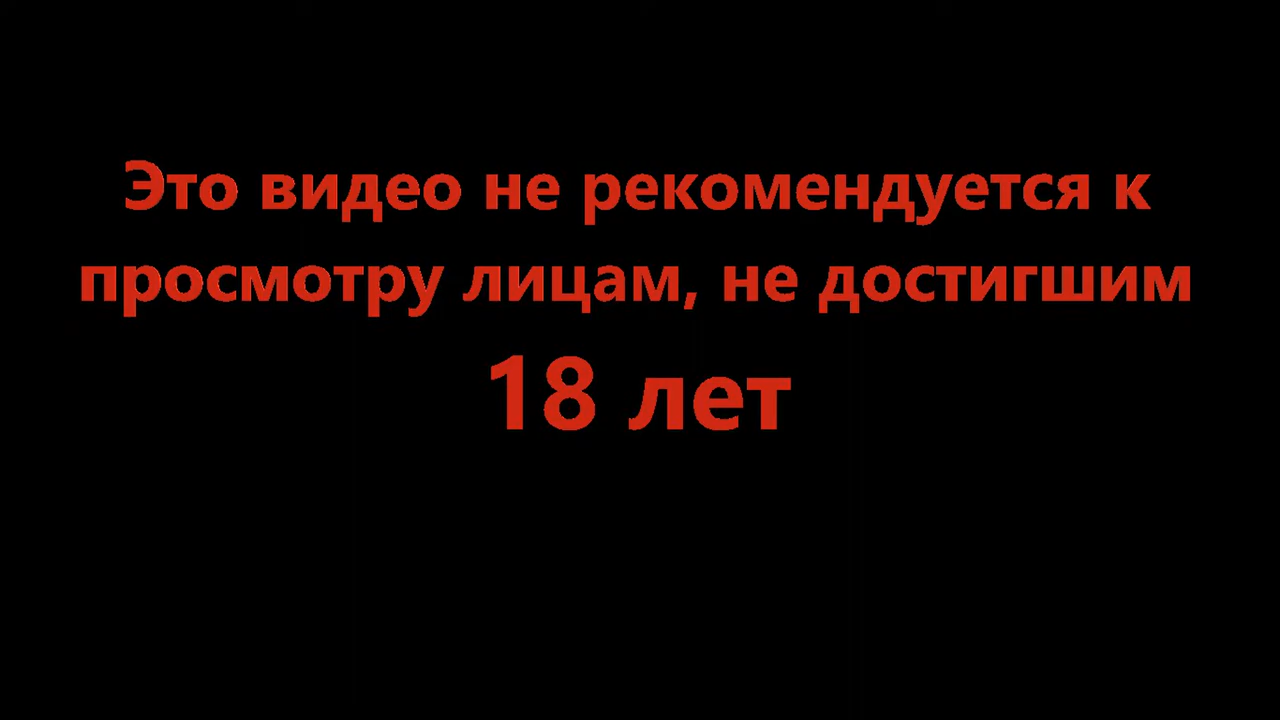 Это видео не рекомендуется к
просмотру лицам, не достигшим
18 лет